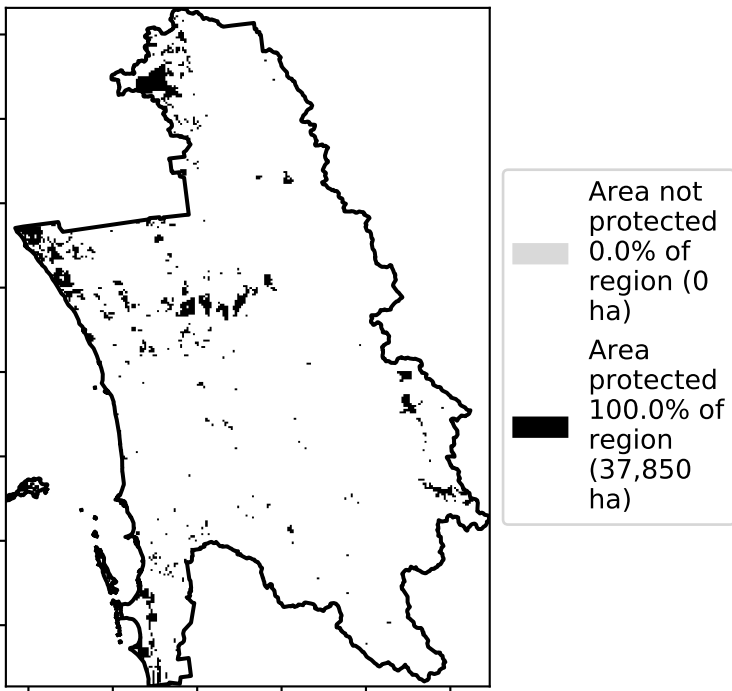 Area not
protected
0.0% of
region (0
ha)
Area
protected
100.0% of
region
(37,850
ha)